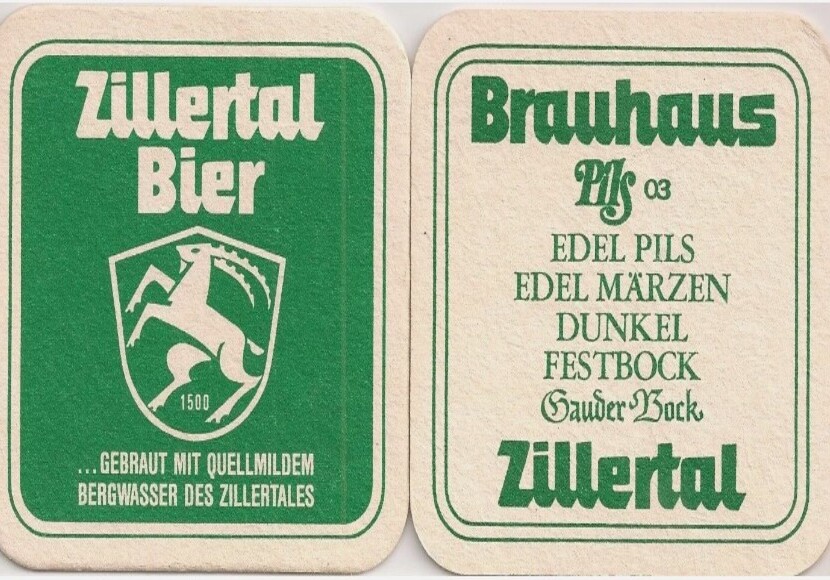 Zillertal
Bier
1500
...GEBRAUT MIT QUELLMILDEM
BERGWASSER DES ZILLERTALES
Brauhaus
Pils 03
EDEL PILS
EDEL MÄRZEN
DUNKEL
FESTBOCK
Gauder Bock
Zillertal